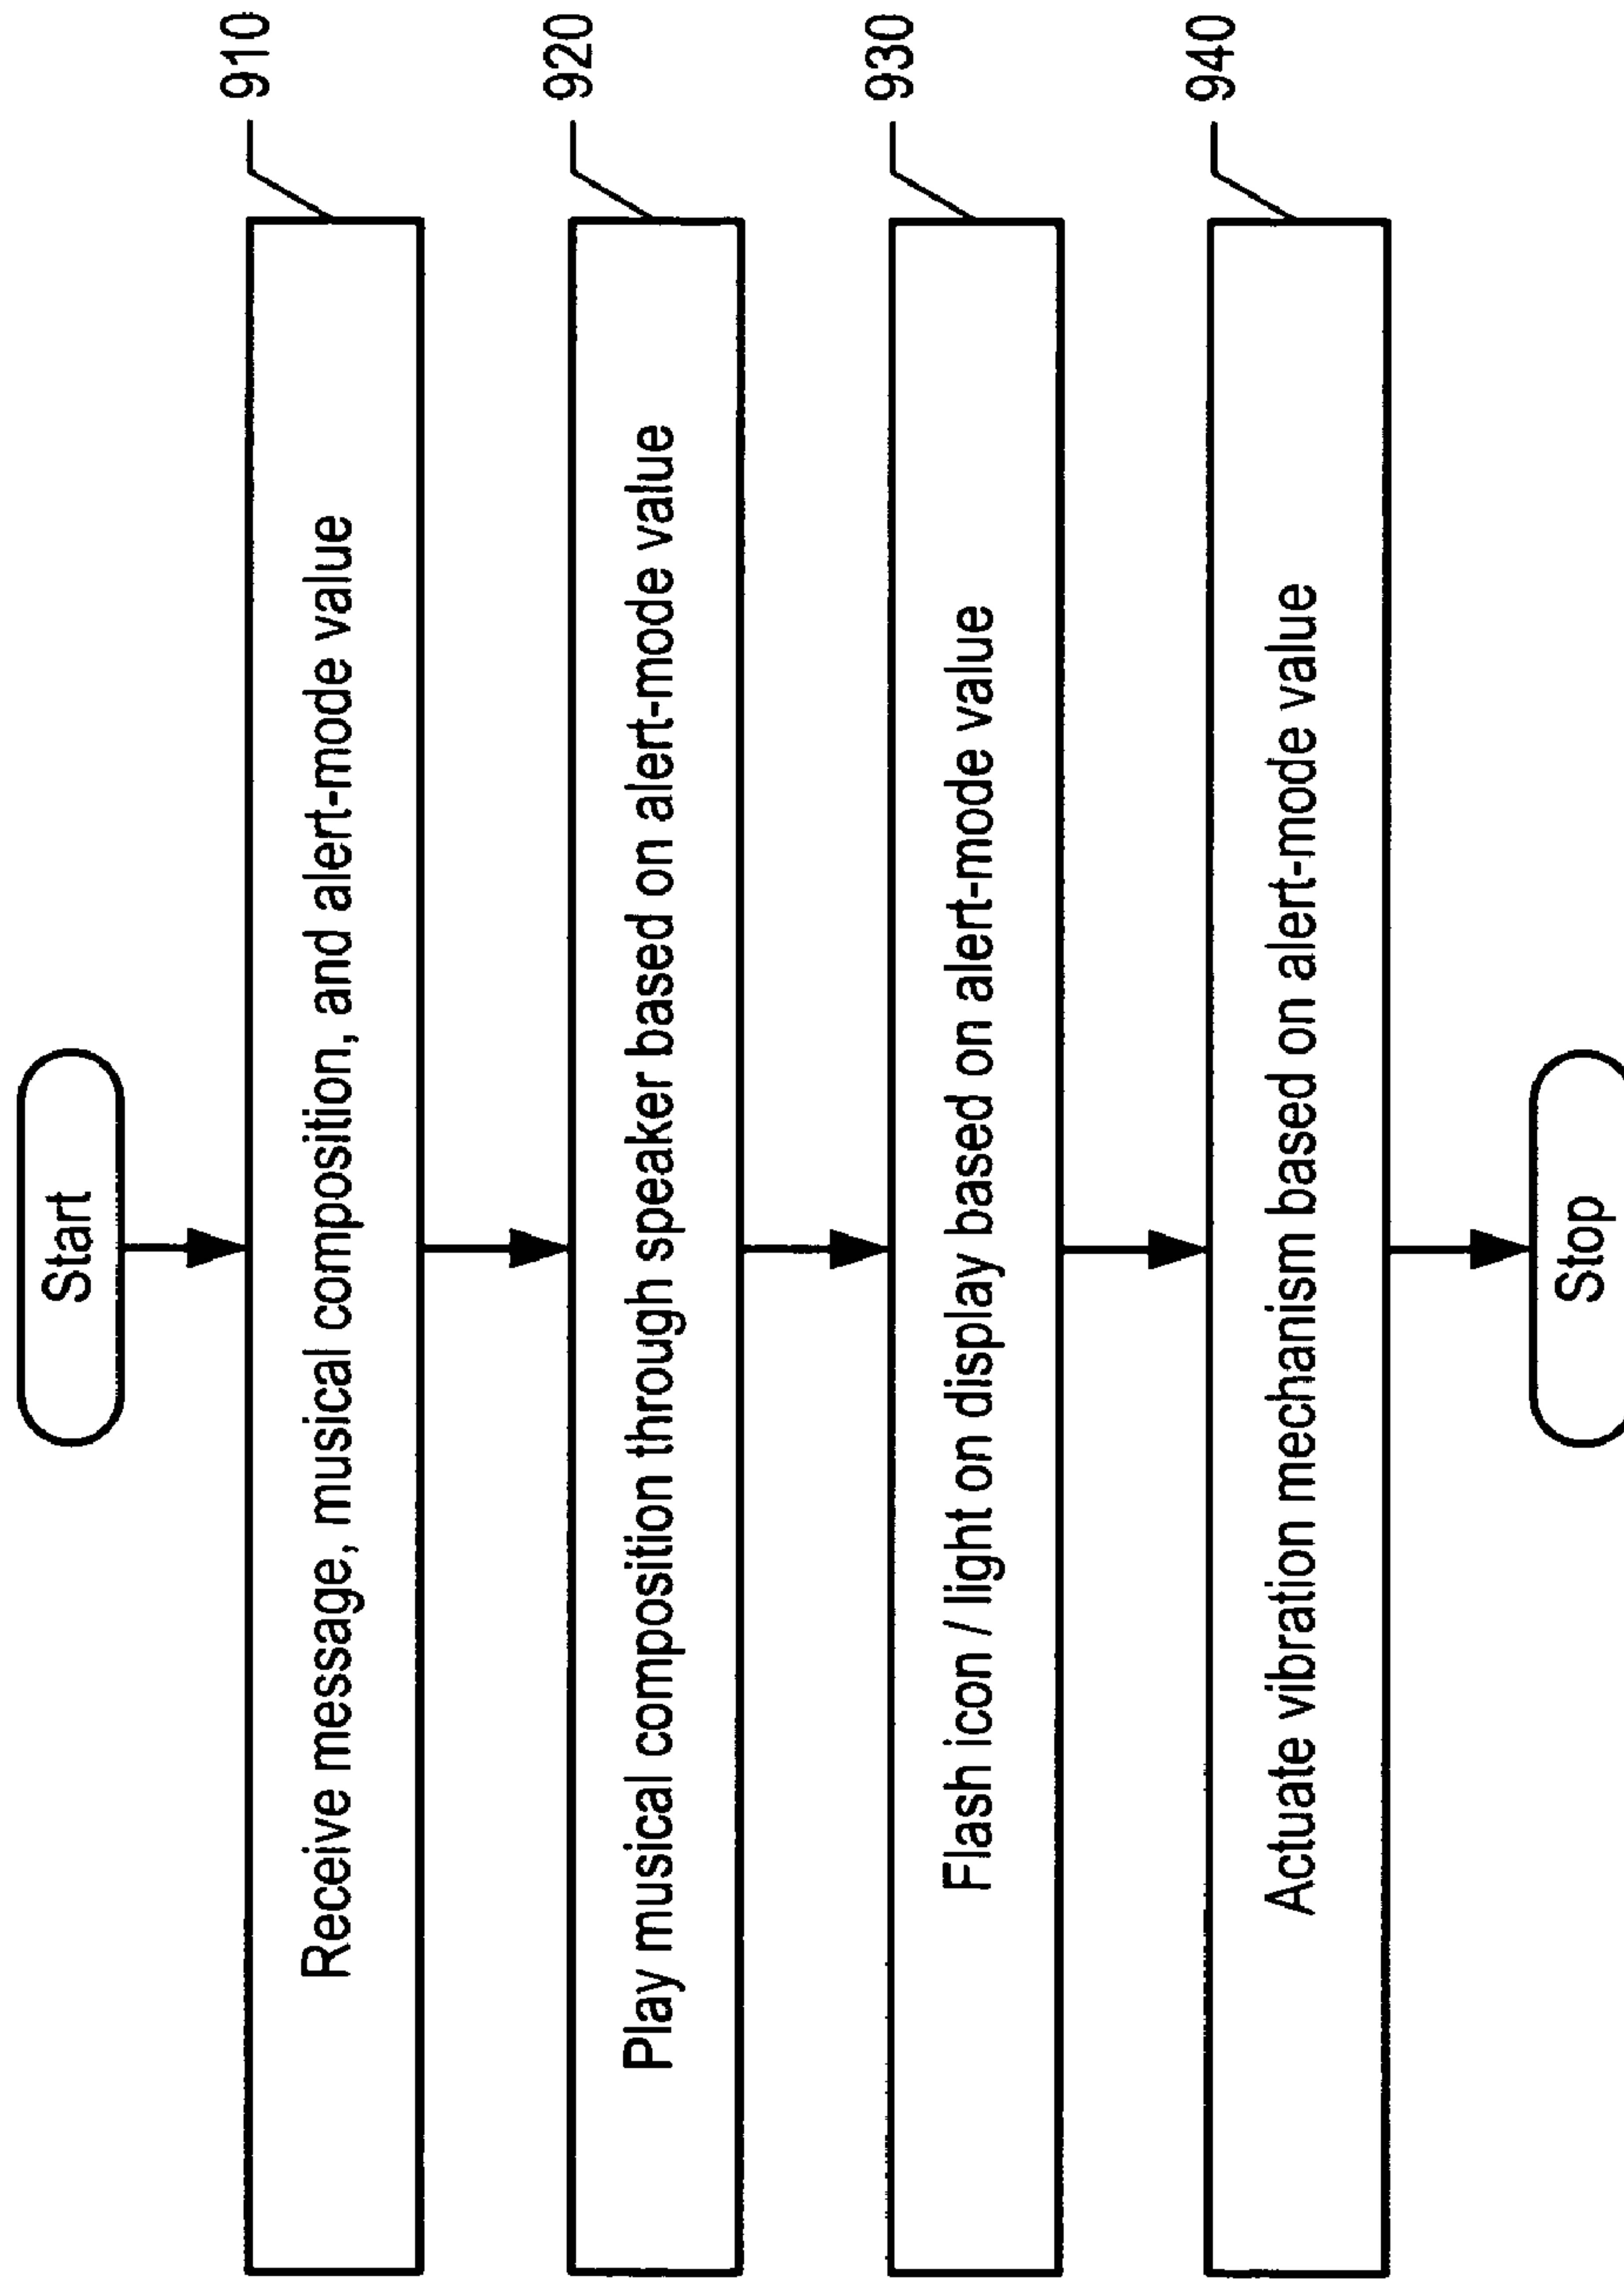 Start
910
Receive message, musical composition, and alert-mode value
920
Play musical composition through speaker based on alert-mode value
930
Flash icon / light on display based on alert-mode value
940
Actuate vibration mechanism based on alert-mode value
Stop